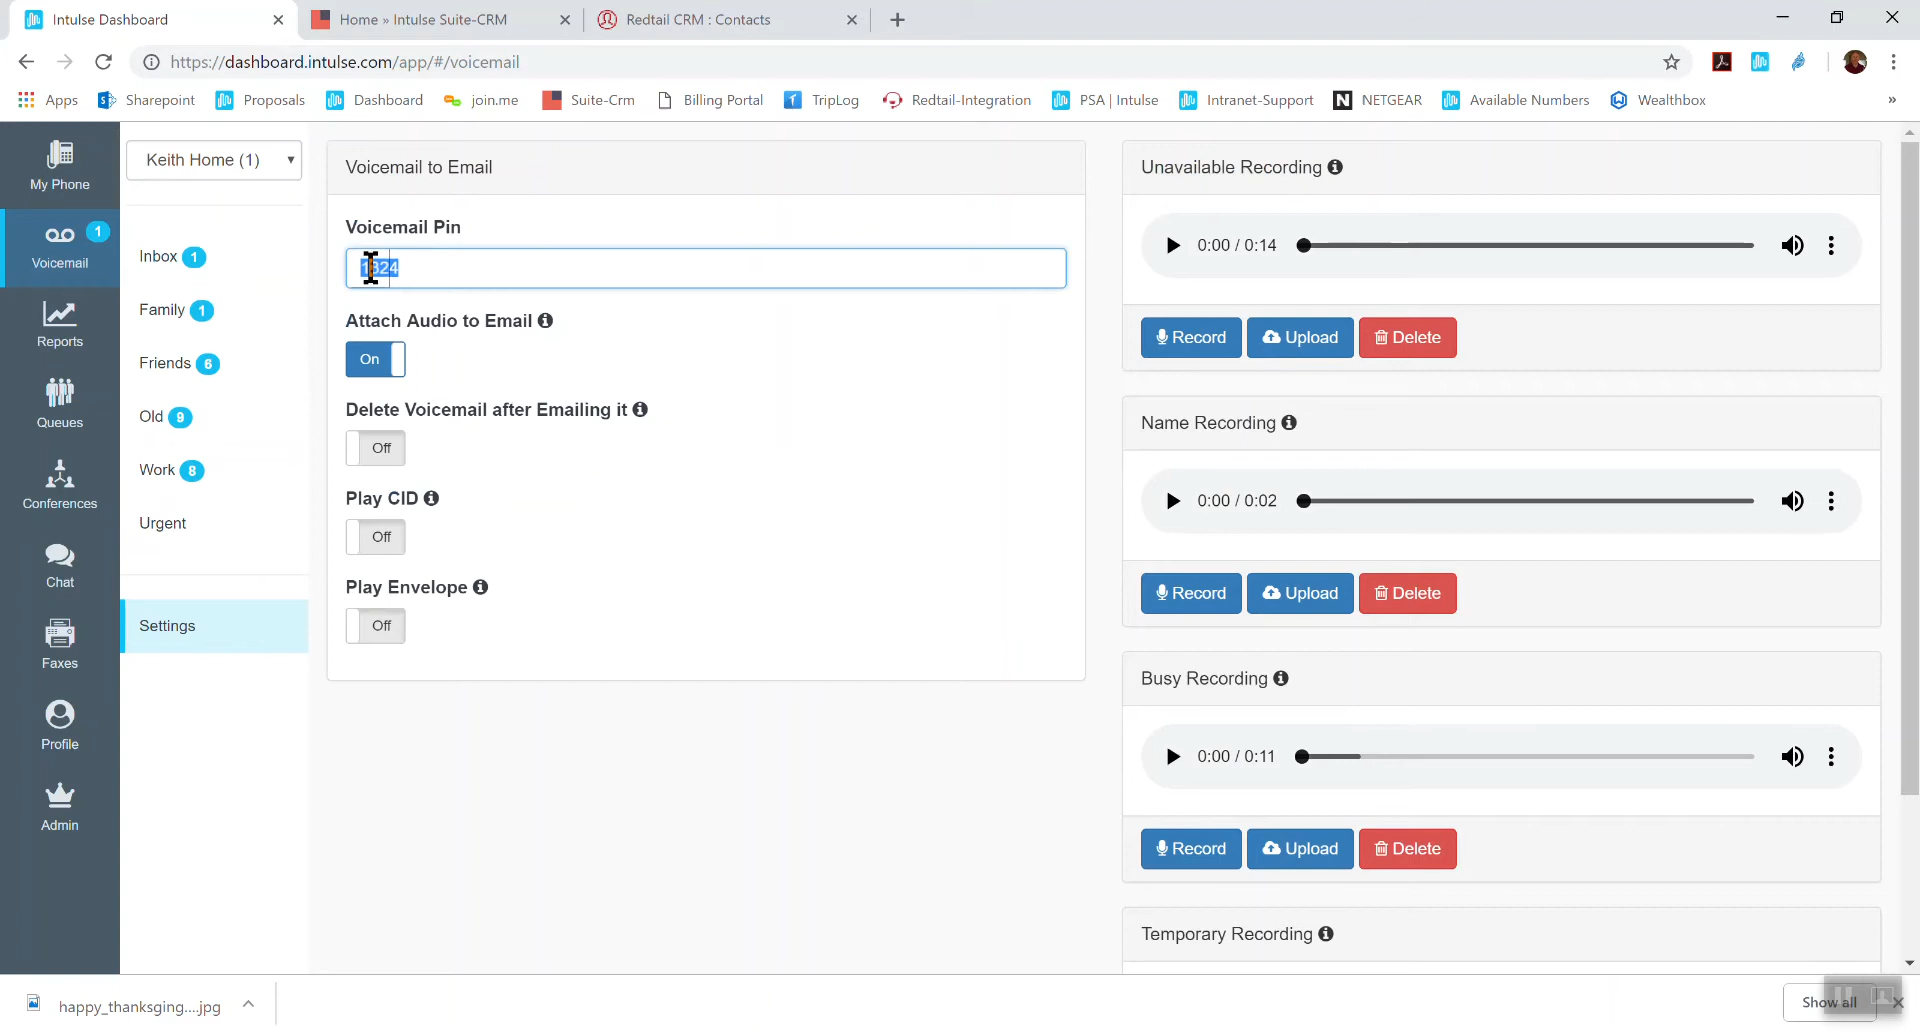 Intulse Dashboard
Home » Intulse Suite-CRM
Redtail CRM : Contacts
https://dashboard.intulse.com/app/#/voicemail
Apps
Sharepoint
Proposals
Dashboard
join.me
Suite-Crm
Billing Portal
TripLog
Redtail-Integration
PSA | Intulse
Intranet-Support
NETGEAR
Available Numbers
Wealthbox
»
My Phone
1
Voicemail
Reports
Queues
Conferences
Chat
Faxes
Profile
Admin
Keith Home (1)
Inbox 1
Family 1
Friends 6
Old 9
Work 8
Urgent
Settings
Voicemail to Email
Voicemail Pin
Attach Audio to Email
On
Delete Voicemail after Emailing it
Off
Play CID
Off
Play Envelope
Off
Unavailable Recording
0:00 / 0:14
Record
Upload
Delete
Name Recording
0:00 / 0:02
Record
Upload
Delete
Busy Recording
0:00 / 0:11
Record
Upload
Delete
Temporary Recording
happy_thanksging....jpg
Show all